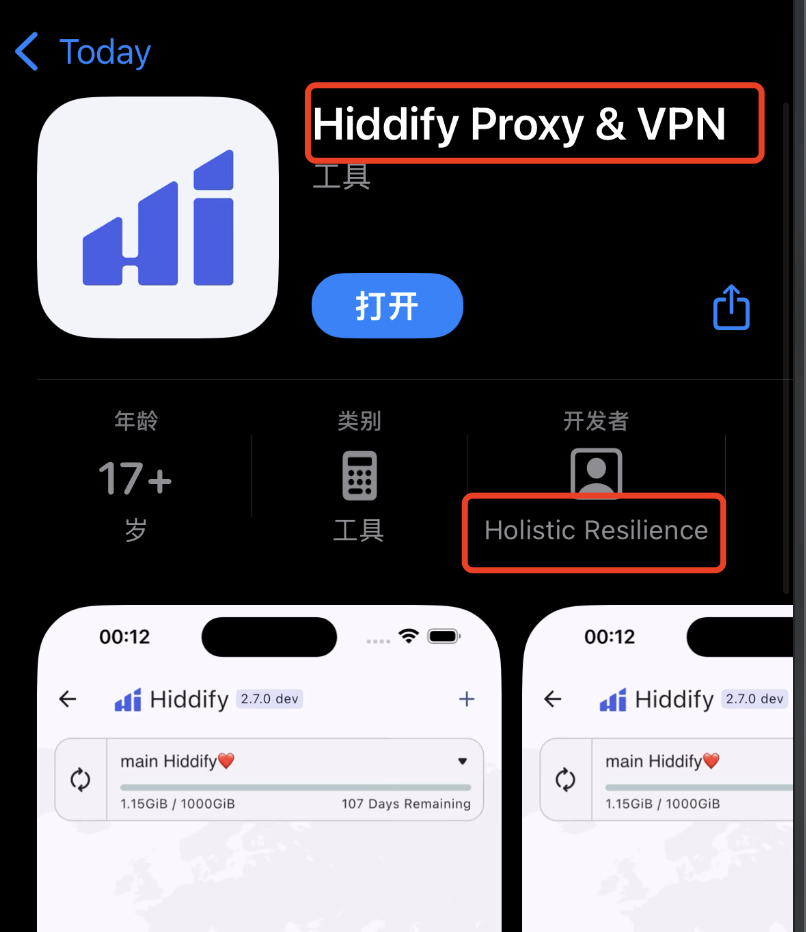 Today
Hiddify Proxy & VPN
工具
打开
年龄
类别
开发者
17+
岁
工具
Holistic Resilience
00:12
00:12
Hiddify 2.7.0 dev
+
Hiddify 2.7.0 dev
main Hiddify❤️
main Hiddify❤️
1.15GiB / 1000GiB
107 Days Remaining
1.15GiB / 1000GiB